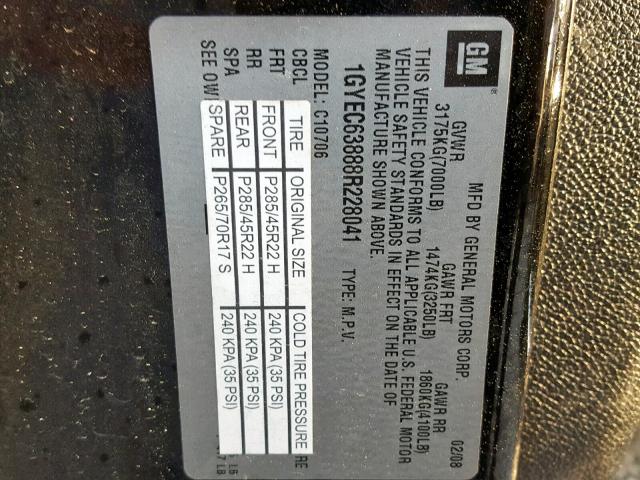 GM
MFD BY GENERAL MOTORS CORP. 02/08
GVWR GAWR FRT GAWR RR
3175KG(7000LB) 1474KG(3250LB) 1860KG(4100LB)
THIS VEHICLE CONFORMS TO ALL APPLICABLE U.S. FEDERAL MOTOR
VEHICLE SAFETY STANDARDS IN EFFECT ON THE DATE OF
MANUFACTURE SHOWN ABOVE.
1GYEC63888R228041 TYPE: M.P.V.
MODEL: C10706
CBCL TIRE ORIGINAL SIZE COLD TIRE PRESSURE RE
FRT FRONT P285/45R22 H 240 KPA (35 PSI)
RR REAR P285/45R22 H 240 KPA (35 PSI)
SPA SPARE P265/70R17 S 240 KPA (35 PSI)
SEE OW